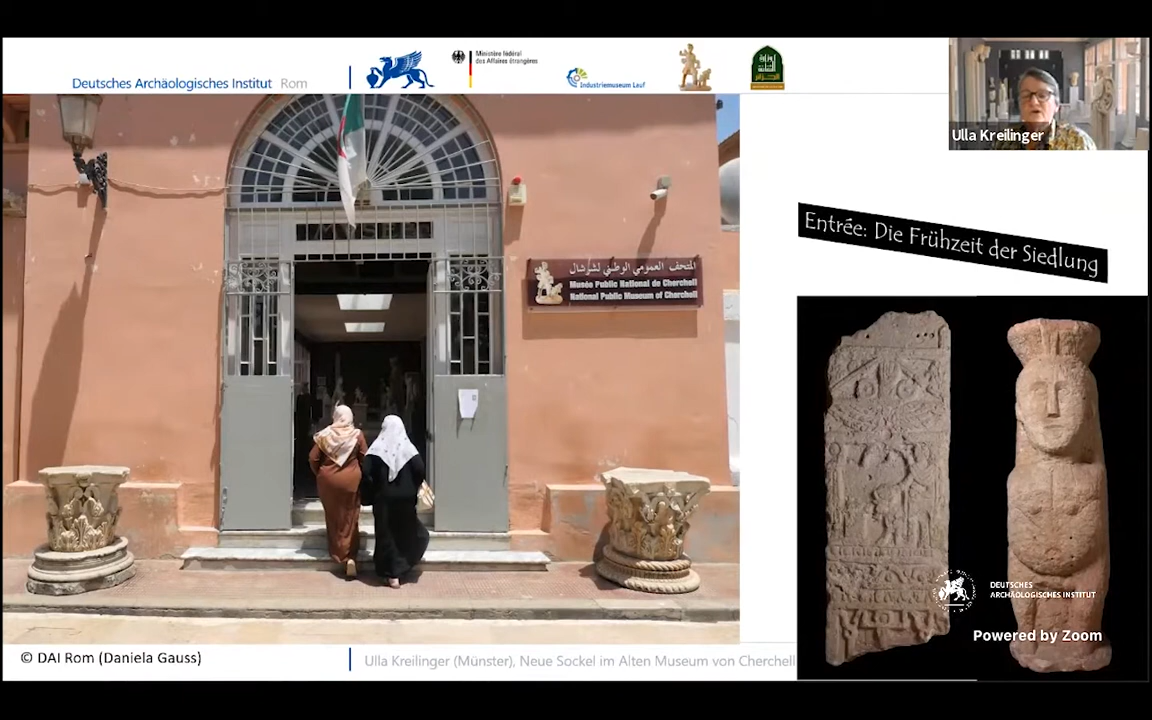 Deutsches Archäologisches Institut Rom
Ministère fédéral
des Affaires étrangères
Industriemuseum Lauf
Ulla Kreilinger
Entrée: Die Frühzeit der Siedlung
المتحف العمومي الوطني لشرشال
Musée Public National de Cherchell
National Public Museum of Cherchell
DEUTSCHES
ARCHÄOLOGISCHES INSTITUT
Powered by Zoom
© DAI Rom (Daniela Gauss)
Ulla Kreilinger (Münster), Neue Sockel im Alten Museum von Cherchell